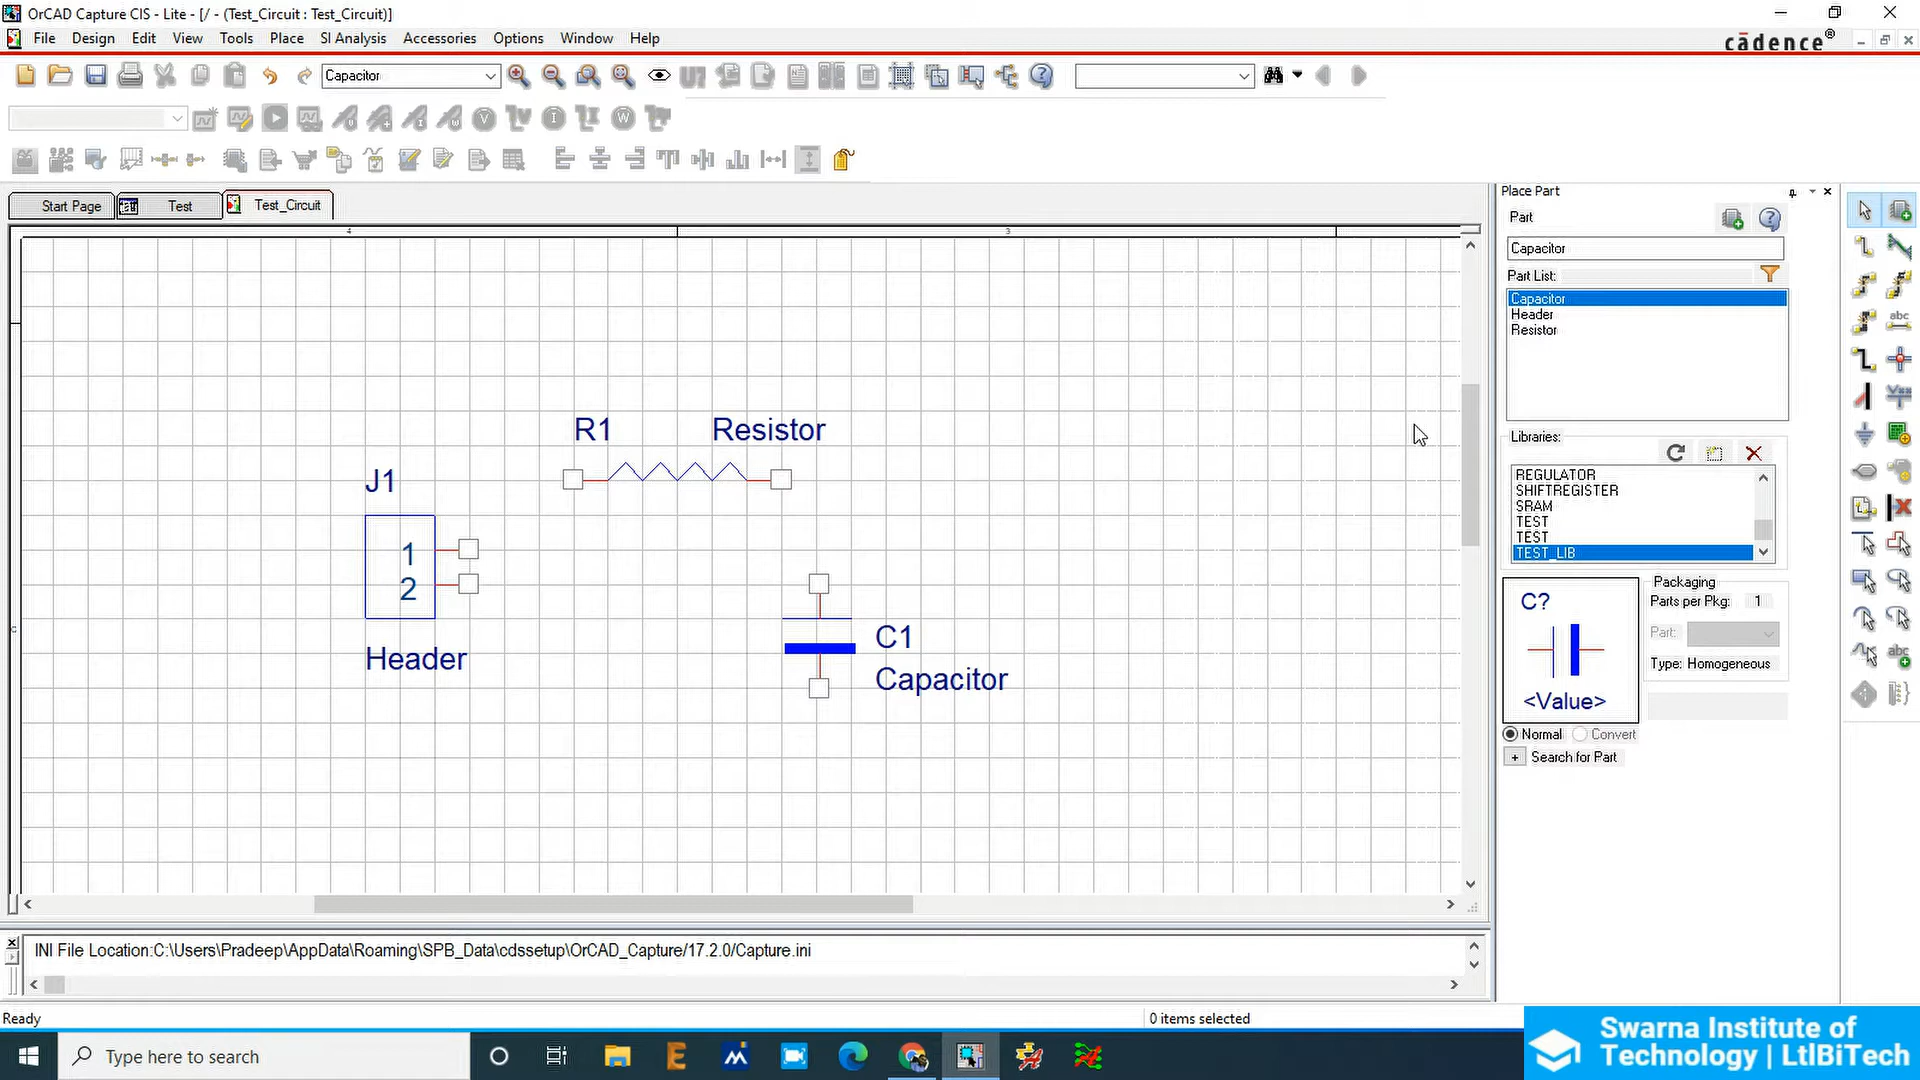 OrCAD Capture CIS - Lite - [/ - (Test_Circuit : Test_Circuit)]
File Edit View Tools Place SI Analysis Accessories Options Window Help
cādence®
Capacitor
Start Page Test Test_Circuit
4 3
C
R1 Resistor
J1
1
2
Header
C1
Capacitor
Place Part
Part
Capacitor
Part List:
Capacitor
Header
Resistor
Libraries:
REGULATOR
SHIFTREGISTER
SRAM
TEST
TEST
TEST_LIB
C?
<Value>
Packaging
Parts per Pkg: 1
Part:
Type: Homogeneous
Normal Convert
+ Search for Part
INI File Location:C:\Users\Pradeep\AppData\Roaming\SPB_Data\cdssetup\OrCAD_Capture/17.2.0/Capture.ini
Ready 0 items selected
Type here to search
Swarna Institute of
Technology | LtIBiTech